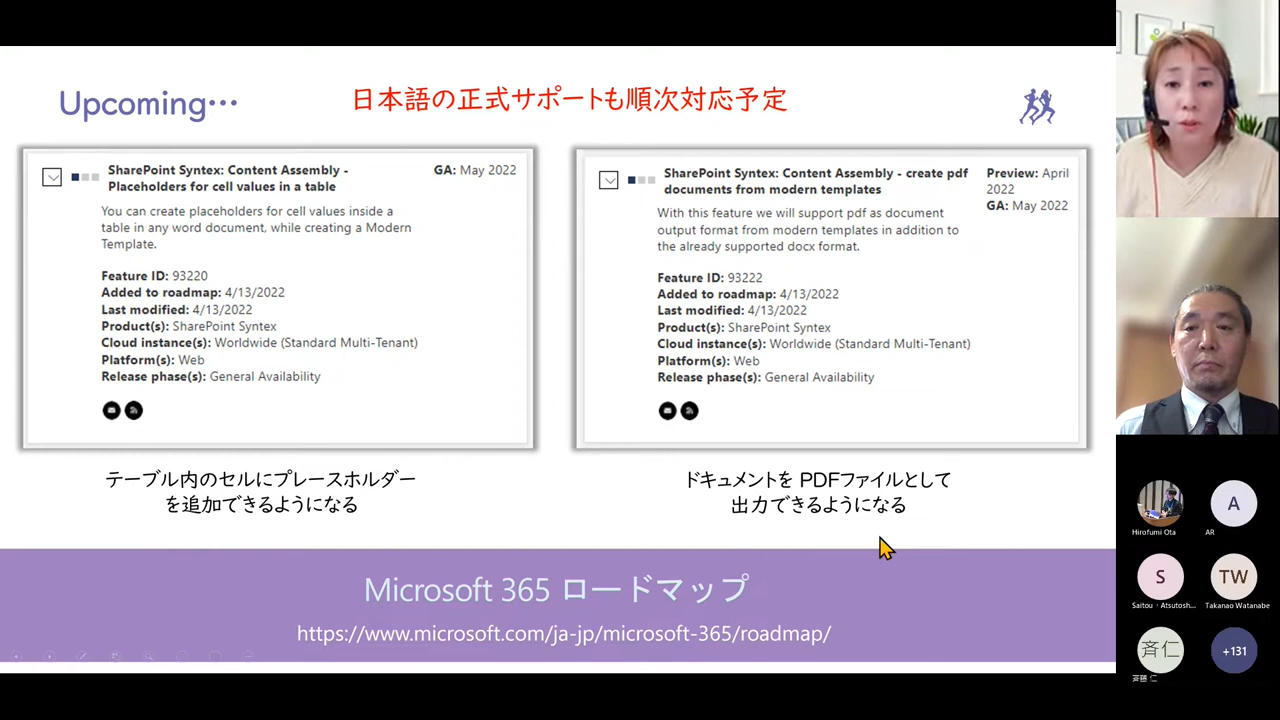 Upcoming…
日本語の正式サポートも順次対応予定
SharePoint Syntex: Content Assembly -
Placeholders for cell values in a table
GA: May 2022
You can create placeholders for cell values inside a
table in any word document, while creating a Modern
Template.
Feature ID: 93220
Added to roadmap: 4/13/2022
Last modified: 4/13/2022
Product(s): SharePoint Syntex
Cloud instance(s): Worldwide (Standard Multi-Tenant)
Platform(s): Web
Release phase(s): General Availability
テーブル内のセルにプレースホルダー
を追加できるようになる
SharePoint Syntex: Content Assembly - create pdf
documents from modern templates
Preview: April
2022
GA: May 2022
With this feature we will support pdf as document
output format from modern templates in addition to
the already supported docx format.
Feature ID: 93222
Added to roadmap: 4/13/2022
Last modified: 4/13/2022
Product(s): SharePoint Syntex
Cloud instance(s): Worldwide (Standard Multi-Tenant)
Platform(s): Web
Release phase(s): General Availability
ドキュメントを PDFファイルとして
出力できるようになる
Microsoft 365 ロードマップ
https://www.microsoft.com/ja-jp/microsoft-365/roadmap/
Hirofumi Ota
A
AR
S
Saitou・Atsutosh...
TW
Takanao Watanabe
斉仁
斉藤 仁
+131